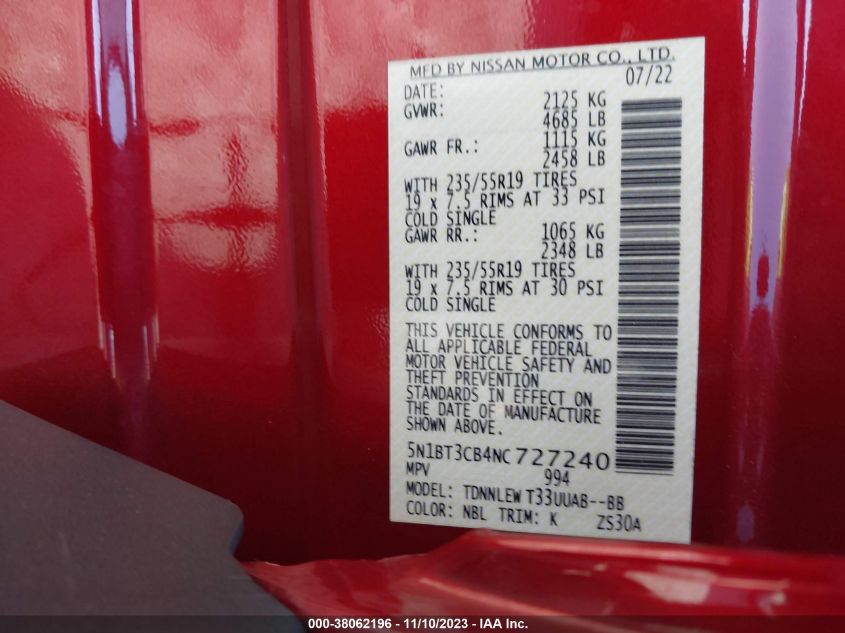 MFD BY NISSAN MOTOR CO., LTD.
DATE: 07/22
GVWR: 2125 KG
4685 LB
GAWR FR.: 1115 KG
2458 LB
WITH 235/55R19 TIRES
19 x 7.5 RIMS AT 33 PSI
COLD SINGLE
GAWR RR.: 1065 KG
2348 LB
WITH 235/55R19 TIRES
19 x 7.5 RIMS AT 30 PSI
COLD SINGLE
THIS VEHICLE CONFORMS TO
ALL APPLICABLE FEDERAL
MOTOR VEHICLE SAFETY AND
THEFT PREVENTION
STANDARDS IN EFFECT ON
THE DATE OF MANUFACTURE
SHOWN ABOVE.
5N1BT3CB4NC727240
MPV 994
MODEL: TDNNLEW T33UUAB--BB
COLOR: NBL TRIM: K ZS30A
000-38062196 - 11/10/2023 - IAA Inc.